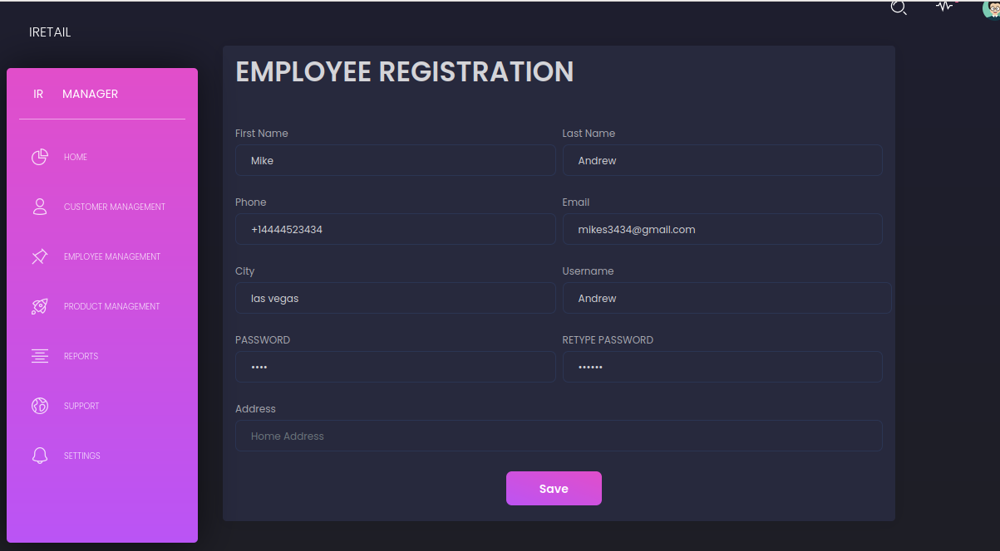 IRETAIL
IR MANAGER
HOME
CUSTOMER MANAGEMENT
EMPLOYEE MANAGEMENT
PRODUCT MANAGEMENT
REPORTS
SUPPORT
SETTINGS
EMPLOYEE REGISTRATION
First Name Last Name
Mike Andrew
Phone Email
+14444523434 mikes3434@gmail.com
City Username
las vegas Andrew
PASSWORD RETYPE PASSWORD
•••• ••••••
Address
Home Address
Save